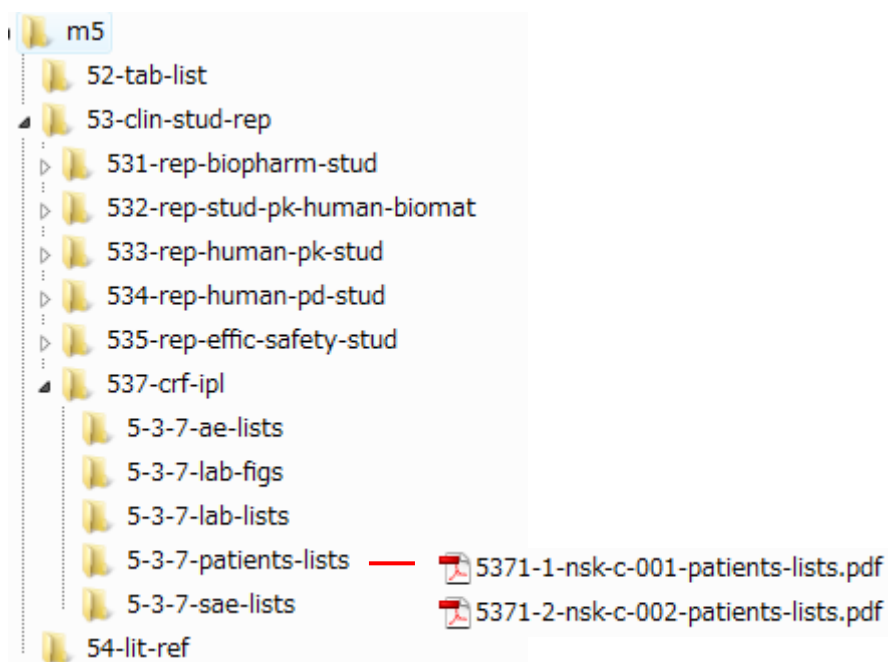 m5
52-tab-list
53-clin-stud-rep
531-rep-biopharm-stud
532-rep-stud-pk-human-biomat
533-rep-human-pk-stud
534-rep-human-pd-stud
535-rep-effic-safety-stud
537-crf-ipl
5-3-7-ae-lists
5-3-7-lab-figs
5-3-7-lab-lists
5-3-7-patients-lists
5371-1-nsk-c-001-patients-lists.pdf
5-3-7-sae-lists
5371-2-nsk-c-002-patients-lists.pdf
54-lit-ref